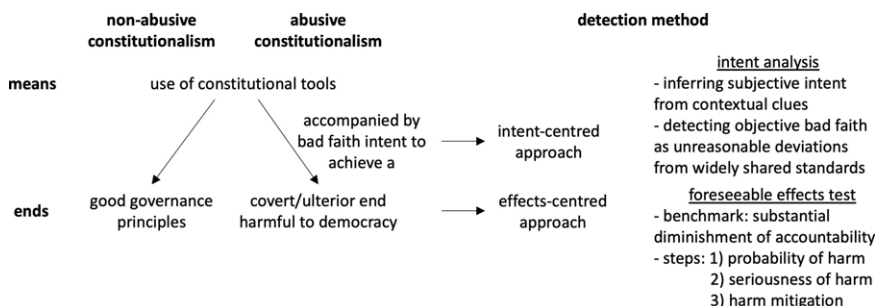 non-abusive
constitutionalism
abusive
constitutionalism
detection method
means
use of constitutional tools
accompanied by
bad faith intent to
achieve a
intent-centred
approach
intent analysis
- inferring subjective intent
from contextual clues
- detecting objective bad faith
as unreasonable deviations
from widely shared standards
ends
good governance
principles
covert/ulterior end
harmful to democracy
effects-centred
approach
foreseeable effects test
- benchmark: substantial
diminishment of accountability
- steps: 1) probability of harm
2) seriousness of harm
3) harm mitigation